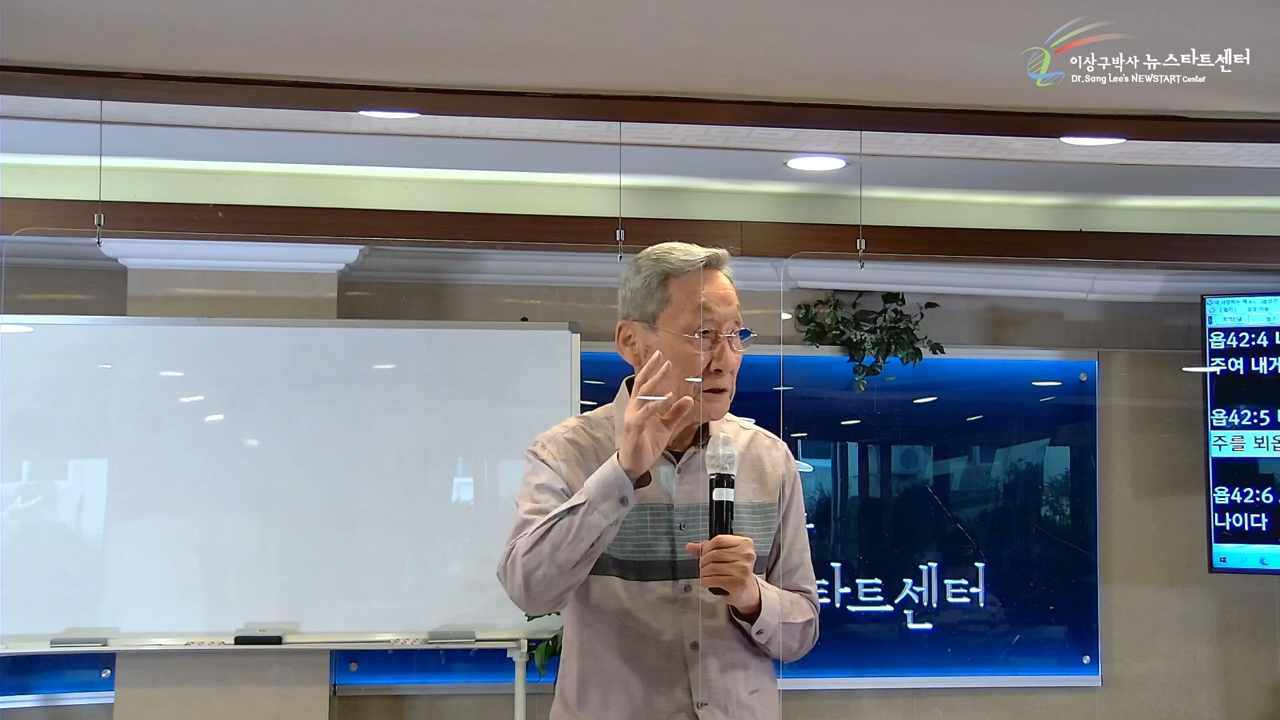 이상구박사 뉴스타트센터
Dr. Sang Lee's NEWSTART Center
욥42:4
주여 내게
욥42:5
주를 뵈옵
욥42:6
나이다
타트센터